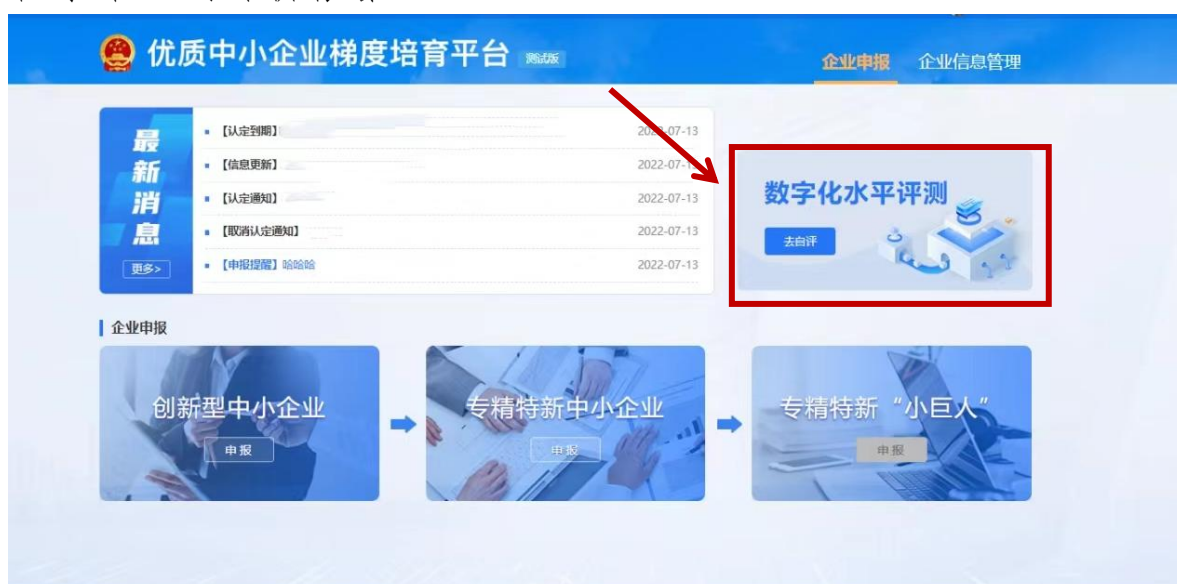 优质中小企业梯度培育平台 测试版
企业申报 企业信息管理
最新消息
更多>
【认定到期】 2022-07-13
【信息更新】 2022-07-13
【认定通知】 2022-07-13
【取消认定通知】 2022-07-13
【申报提醒】哈哈哈 2022-07-13
数字化水平评测
去自评
企业申报
创新型中小企业
申报
专精特新中小企业
申报
专精特新“小巨人”
申报